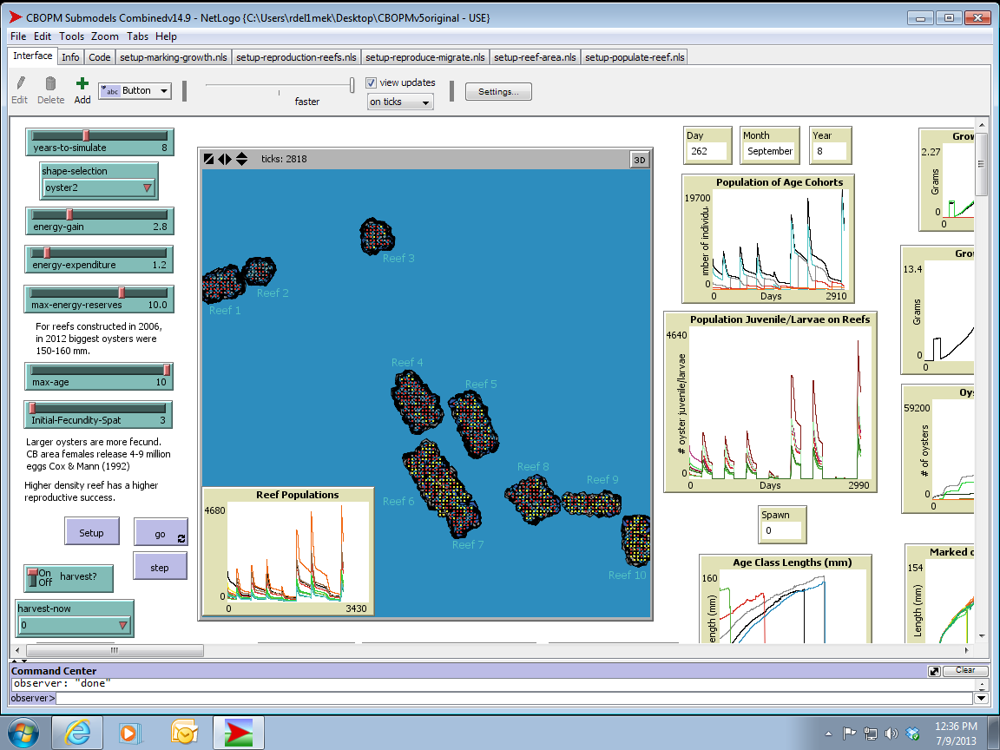 CBOPM Submodels Combinedv14.9 - NetLogo {C:\Users\rdel1mek\Desktop\CBOPMv5original - USE}
File Edit Tools Zoom Tabs Help
Interface Info Code setup-marking-growth.nls setup-reproduction-reefs.nls setup-reproduce-migrate.nls setup-reef-area.nls setup-populate-reef.nls
Edit Delete Add abc Button faster view updates on ticks Settings...
years-to-simulate 8
shape-selection
oyster2
energy-gain 2.8
energy-expenditure 1.2
max-energy-reserves 10.0
For reefs constructed in 2006,
in 2012 biggest oysters were
150-160 mm.
max-age 10
Initial-Fecundity-Spat 3
Larger oysters are more fecund.
CB area females release 4-9 million
eggs Cox & Mann (1992)
Higher density reef has a higher
reproductive success.
Setup go
step
On
Off harvest?
harvest-now
0
ticks: 2818 3D
Reef 3
Reef 2
Reef 1
Reef 4
Reef 5
Reef 8
Reef 9
Reef 6
Reef 7
Reef 10
Reef Populations
4680
0
0 3430
Day
262
Month
September
Year
8
Population of Age Cohorts
19700
mber of individu
0
0 Days 2910
Population Juvenile/Larvae on Reefs
4640
# oyster juvenile/larvae
0
0 Days 2990
Spawn
0
Age Class Lengths (mm)
160
ength (mm)
Grow
2.27
Grams
0
0
Gro
13.4
Grams
0
0
Oy
59200
# of oysters
0
0
Marked o
154
Length (mm)
Command Center Clear
observer: "done"
observer>
12:36 PM
7/9/2013